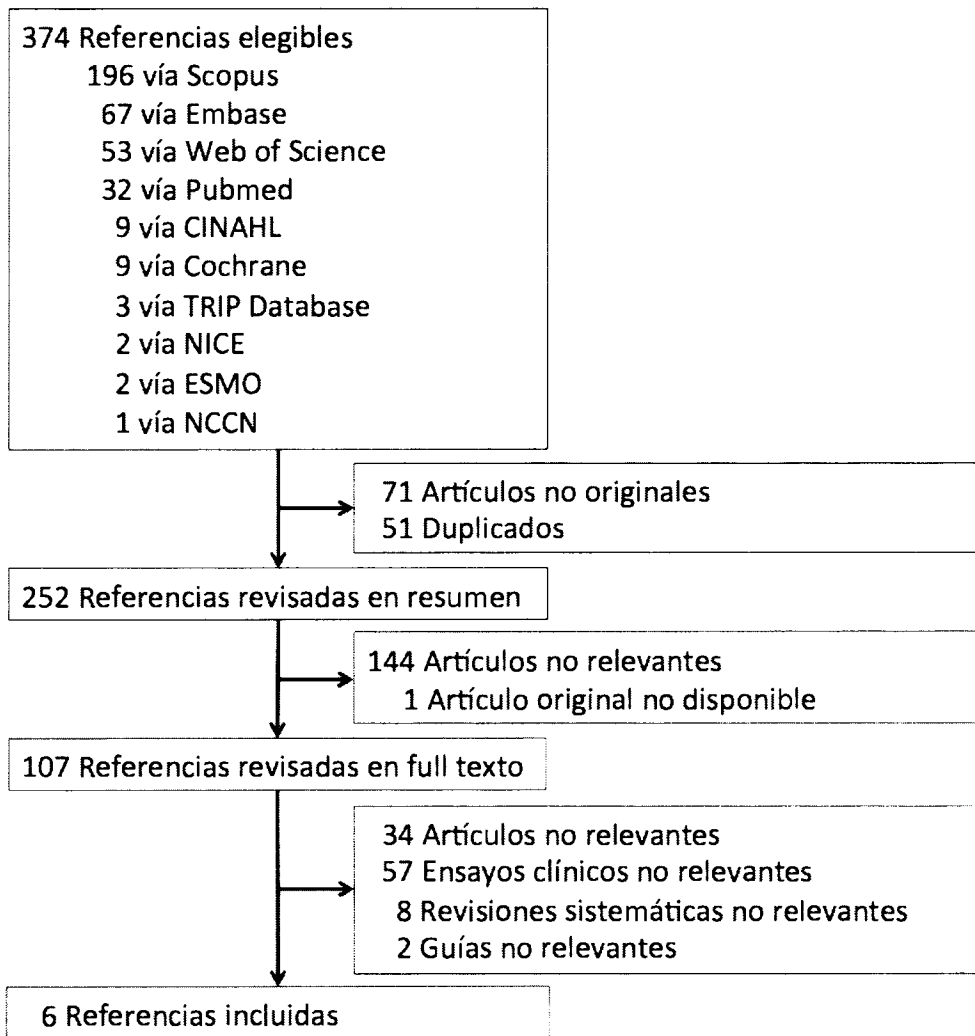 374 Referencias elegibles
196 vía Scopus
67 vía Embase
53 vía Web of Science
32 vía Pubmed
9 vía CINAHL
9 vía Cochrane
3 vía TRIP Database
2 vía NICE
2 vía ESMO
1 vía NCCN
71 Artículos no originales
51 Duplicados
252 Referencias revisadas en resumen
144 Artículos no relevantes
1 Artículo original no disponible
107 Referencias revisadas en full texto
34 Artículos no relevantes
57 Ensayos clínicos no relevantes
8 Revisiones sistemáticas no relevantes
2 Guías no relevantes
6 Referencias incluidas